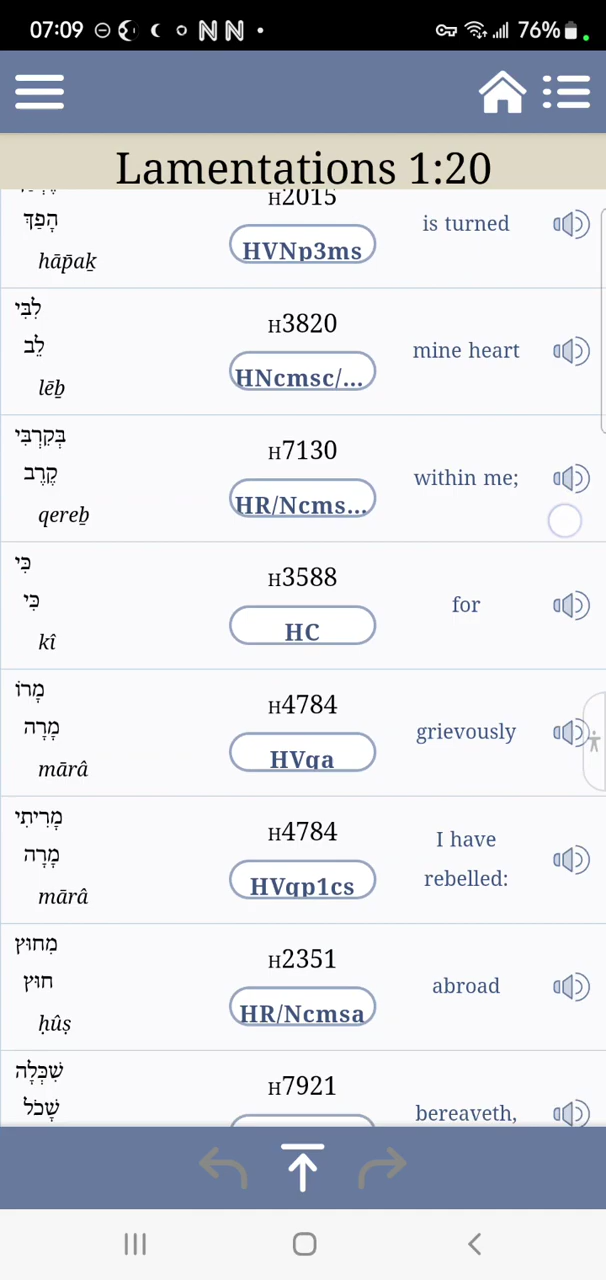 07:09
76%
Lamentations 1:20
H2015
הָפַךְ
HVNp3ms
is turned
hāp̄aḵ
לִבִּי
H3820
לֵב
HNcmsc/...
mine heart
lēḇ
בְּקִרְבִּי
H7130
קֶרֶב
HR/Ncms...
within me;
qereḇ
כִּי
H3588
כִּי
HC
for
kî
מָרוֹ
H4784
מָרָה
HVqa
grievously
mārâ
מָרִיתִי
H4784
מָרָה
HVqp1cs
I have
rebelled:
mārâ
מִחוּץ
H2351
חוּץ
HR/Ncmsa
abroad
ḥûṣ
שִׁכְּלָה
H7921
שָׁכֹל
bereaveth,